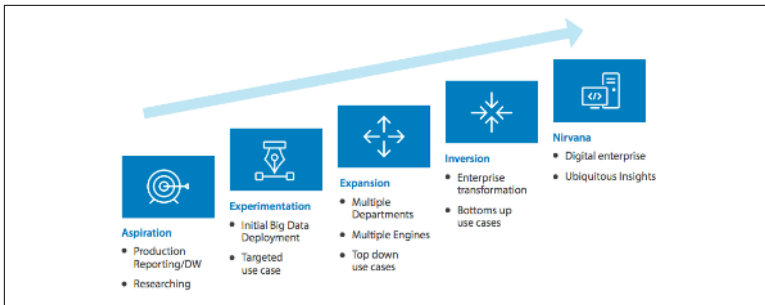 Aspiration
• Production
Reporting/DW
• Researching
Experimentation
• Initial Big Data
Deployment
• Targeted
use case
Expansion
• Multiple
Departments
• Multiple Engines
• Top down
use cases
Inversion
• Enterprise
transformation
• Bottoms up
use cases
Nirvana
• Digital enterprise
• Ubiquitous Insights